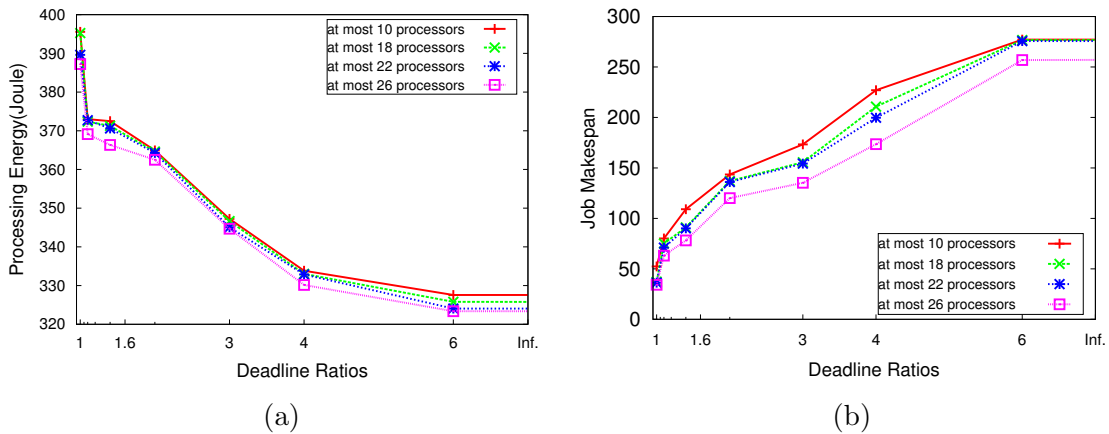 400
390
380
370
360
350
340
330
320
Processing Energy(Joule)
at most 10 processors
at most 18 processors
at most 22 processors
at most 26 processors
1 1.6 3 4 6 Inf.
Deadline Ratios
(a)
300
250
200
150
100
50
0
Job Makespan
at most 10 processors
at most 18 processors
at most 22 processors
at most 26 processors
1 1.6 3 4 6 Inf.
Deadline Ratios
(b)